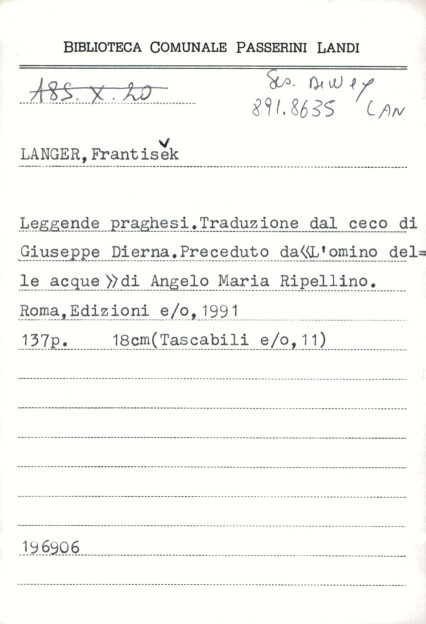 BIBLIOTECA COMUNALE PASSERINI LANDI
185.X.20
Ses. Dewey
891.8635 LAN
LANGER,František
Leggende praghesi.Traduzione dal ceco di
Giuseppe Dierna.Preceduto da《L'omino del=
le acque》di Angelo Maria Ripellino.
Roma,Edizioni e/o,1991
137p. 18cm(Tascabili e/o,11)
196906